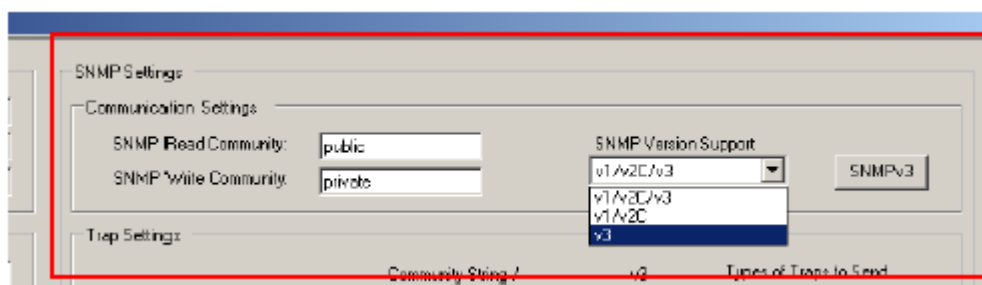 SNMP Settings
Communication Settings
SNMP Read Community: public
SNMP Write Community: private
SNMP Version Support
v1/v2C/v3
SNMPv3
v1/v2C/v3
v1/v2C
v3
Trap Settings
Community String / v3 Types of Traps to Send